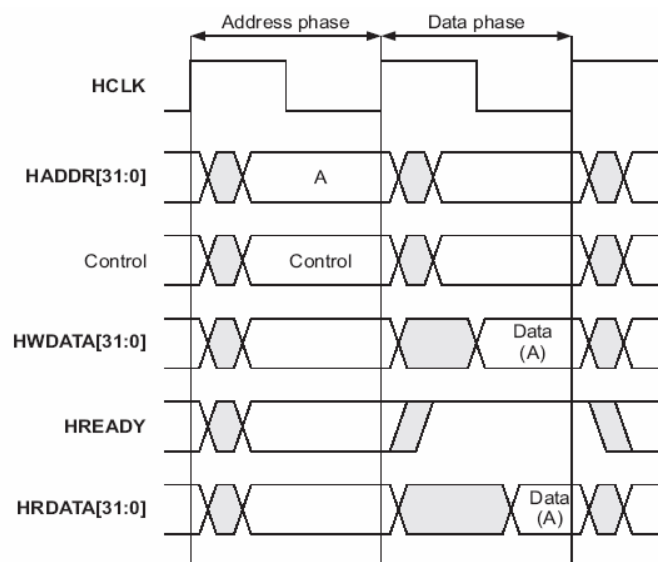 Address phase Data phase
HCLK
HADDR[31:0] A
Control Control
HWDATA[31:0] Data
(A)
HREADY
HRDATA[31:0] Data
(A)